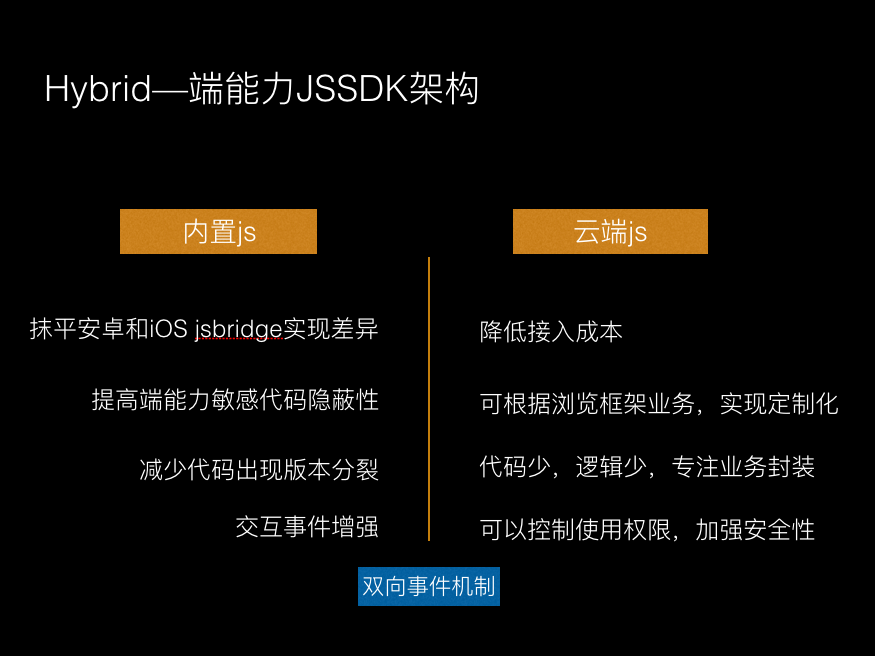 Hybrid—端能力JSSDK架构
内置js
抹平安卓和iOS jsbridge实现差异
提高端能力敏感代码隐蔽性
减少代码出现版本分裂
交互事件增强
云端js
降低接入成本
可根据浏览框架业务，实现定制化
代码少，逻辑少，专注业务封装
可以控制使用权限，加强安全性
双向事件机制